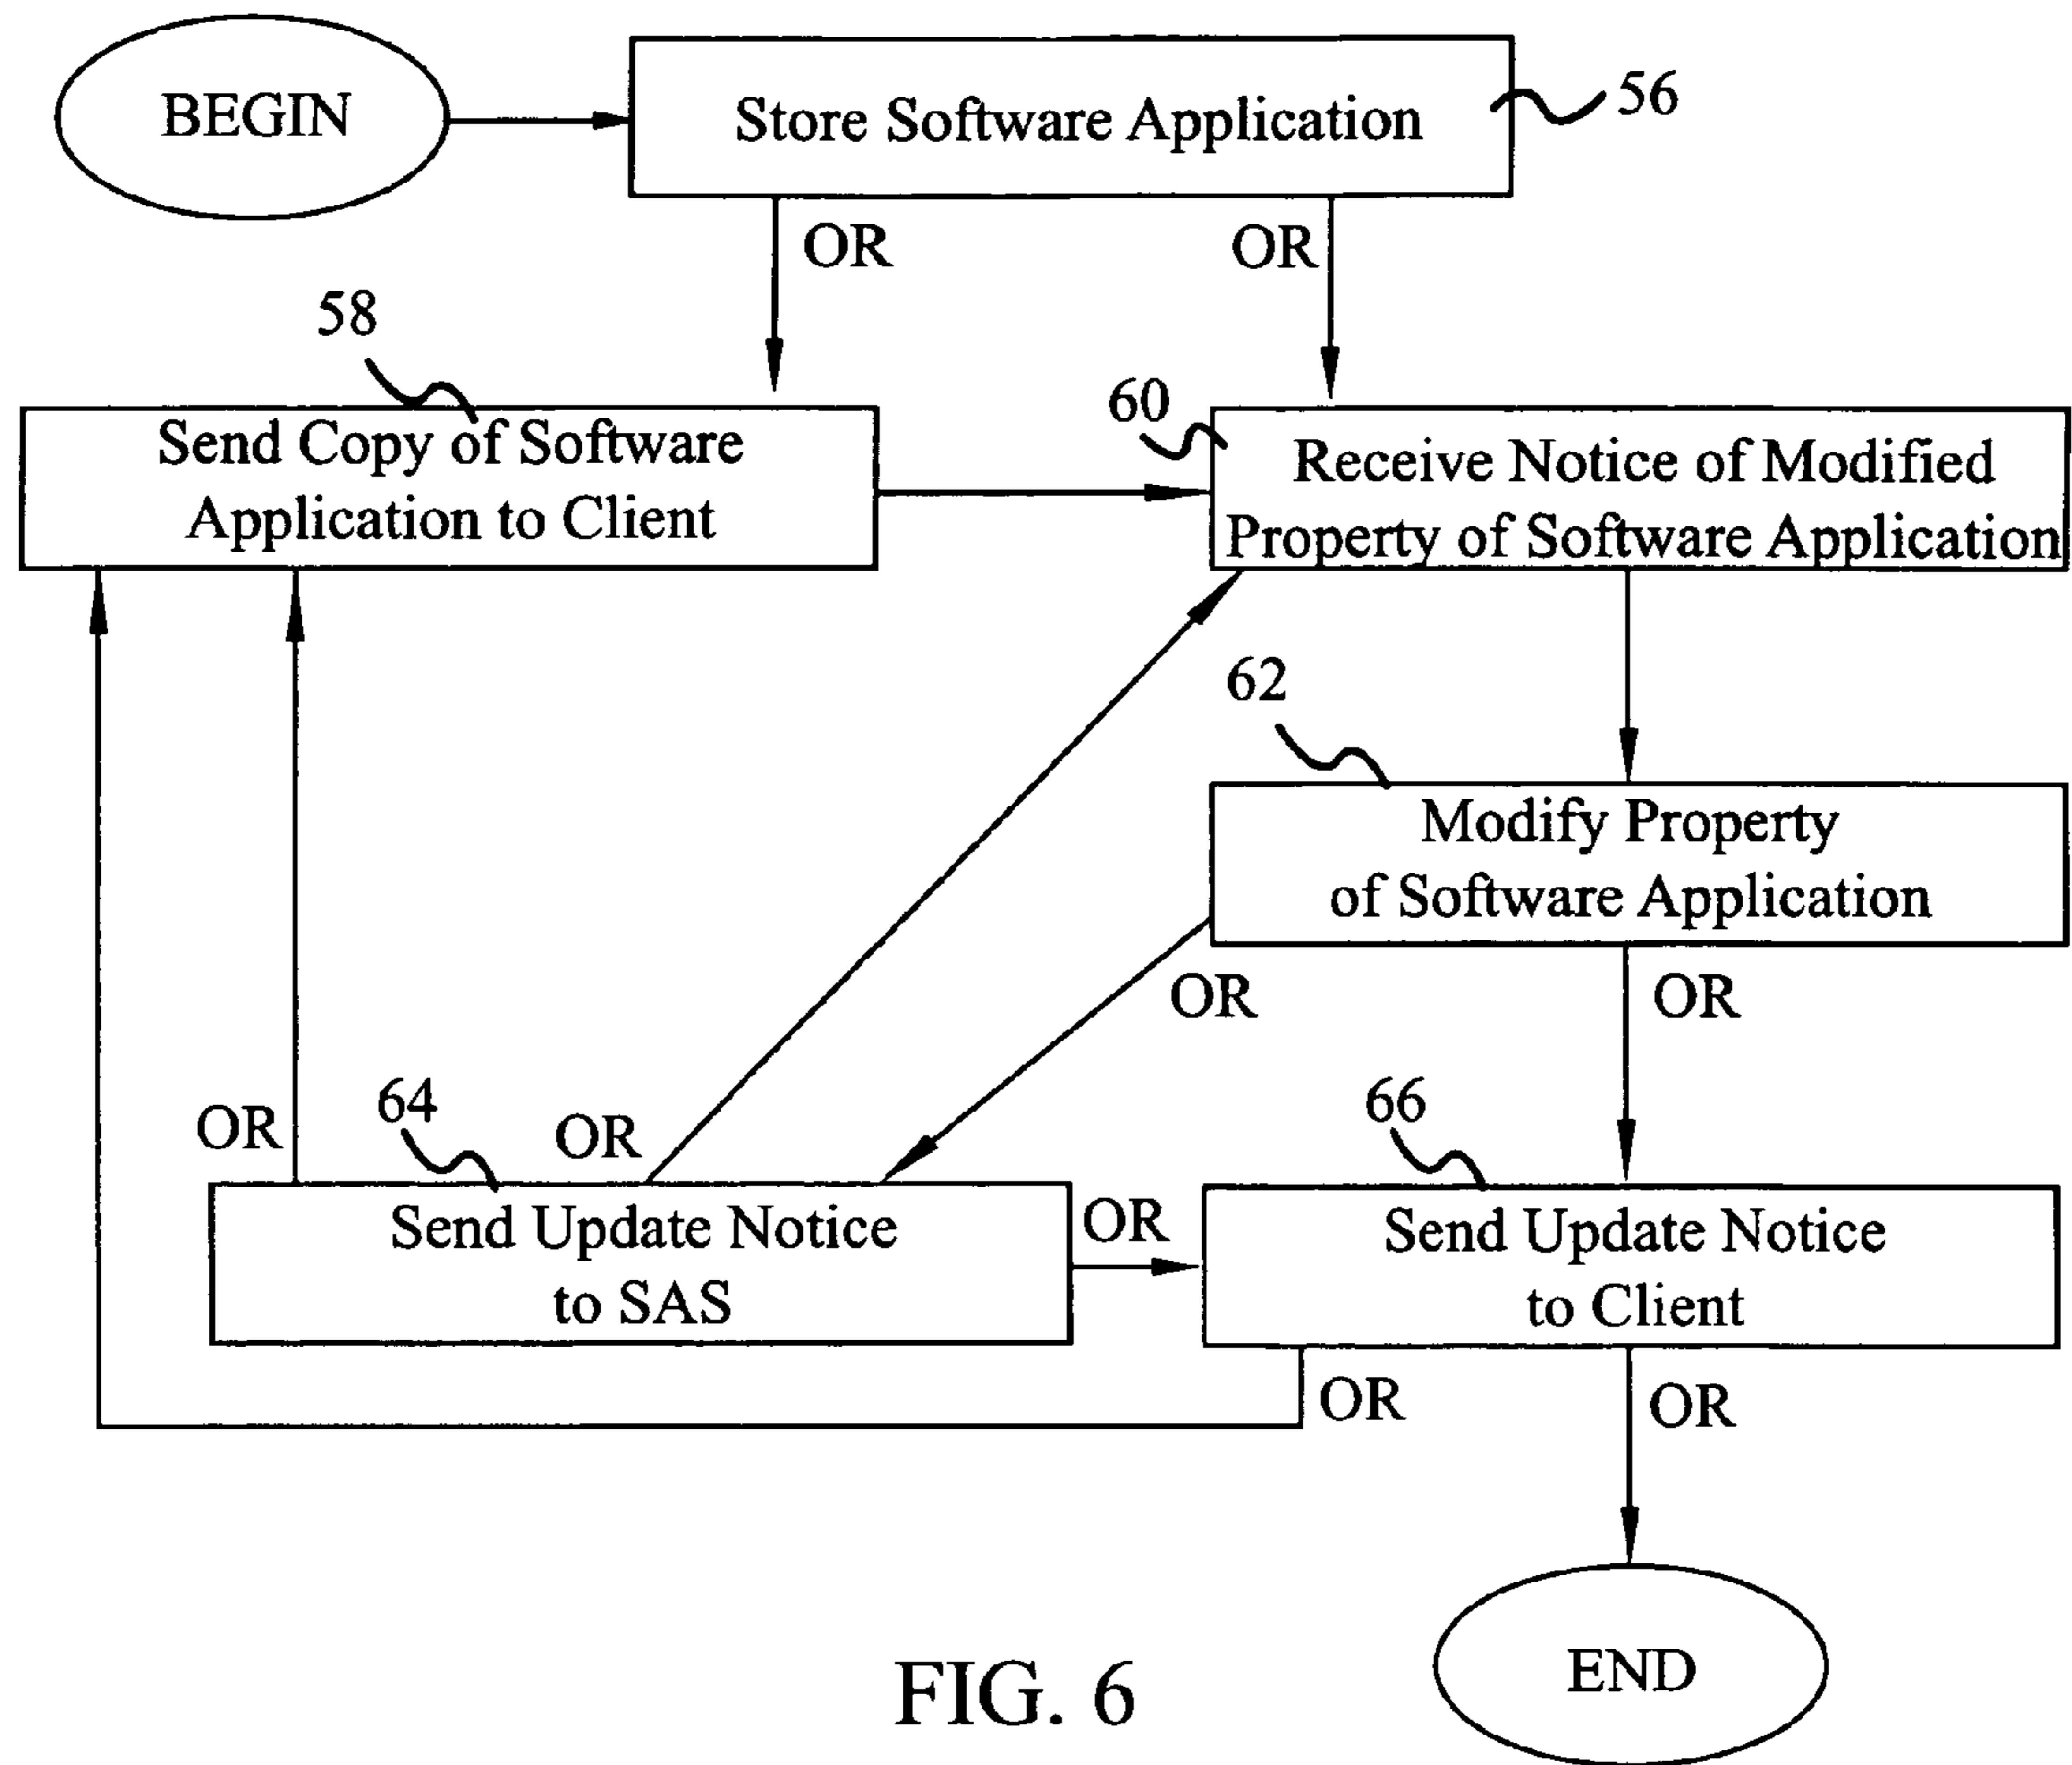 BEGIN
Store Software Application
56
OR
OR
58
Send Copy of Software
Application to Client
60
Receive Notice of Modified
Property of Software Application
62
Modify Property
of Software Application
OR
OR
OR
64
OR
66
Send Update Notice
to SAS
OR
Send Update Notice
to Client
OR
OR
FIG. 6
END